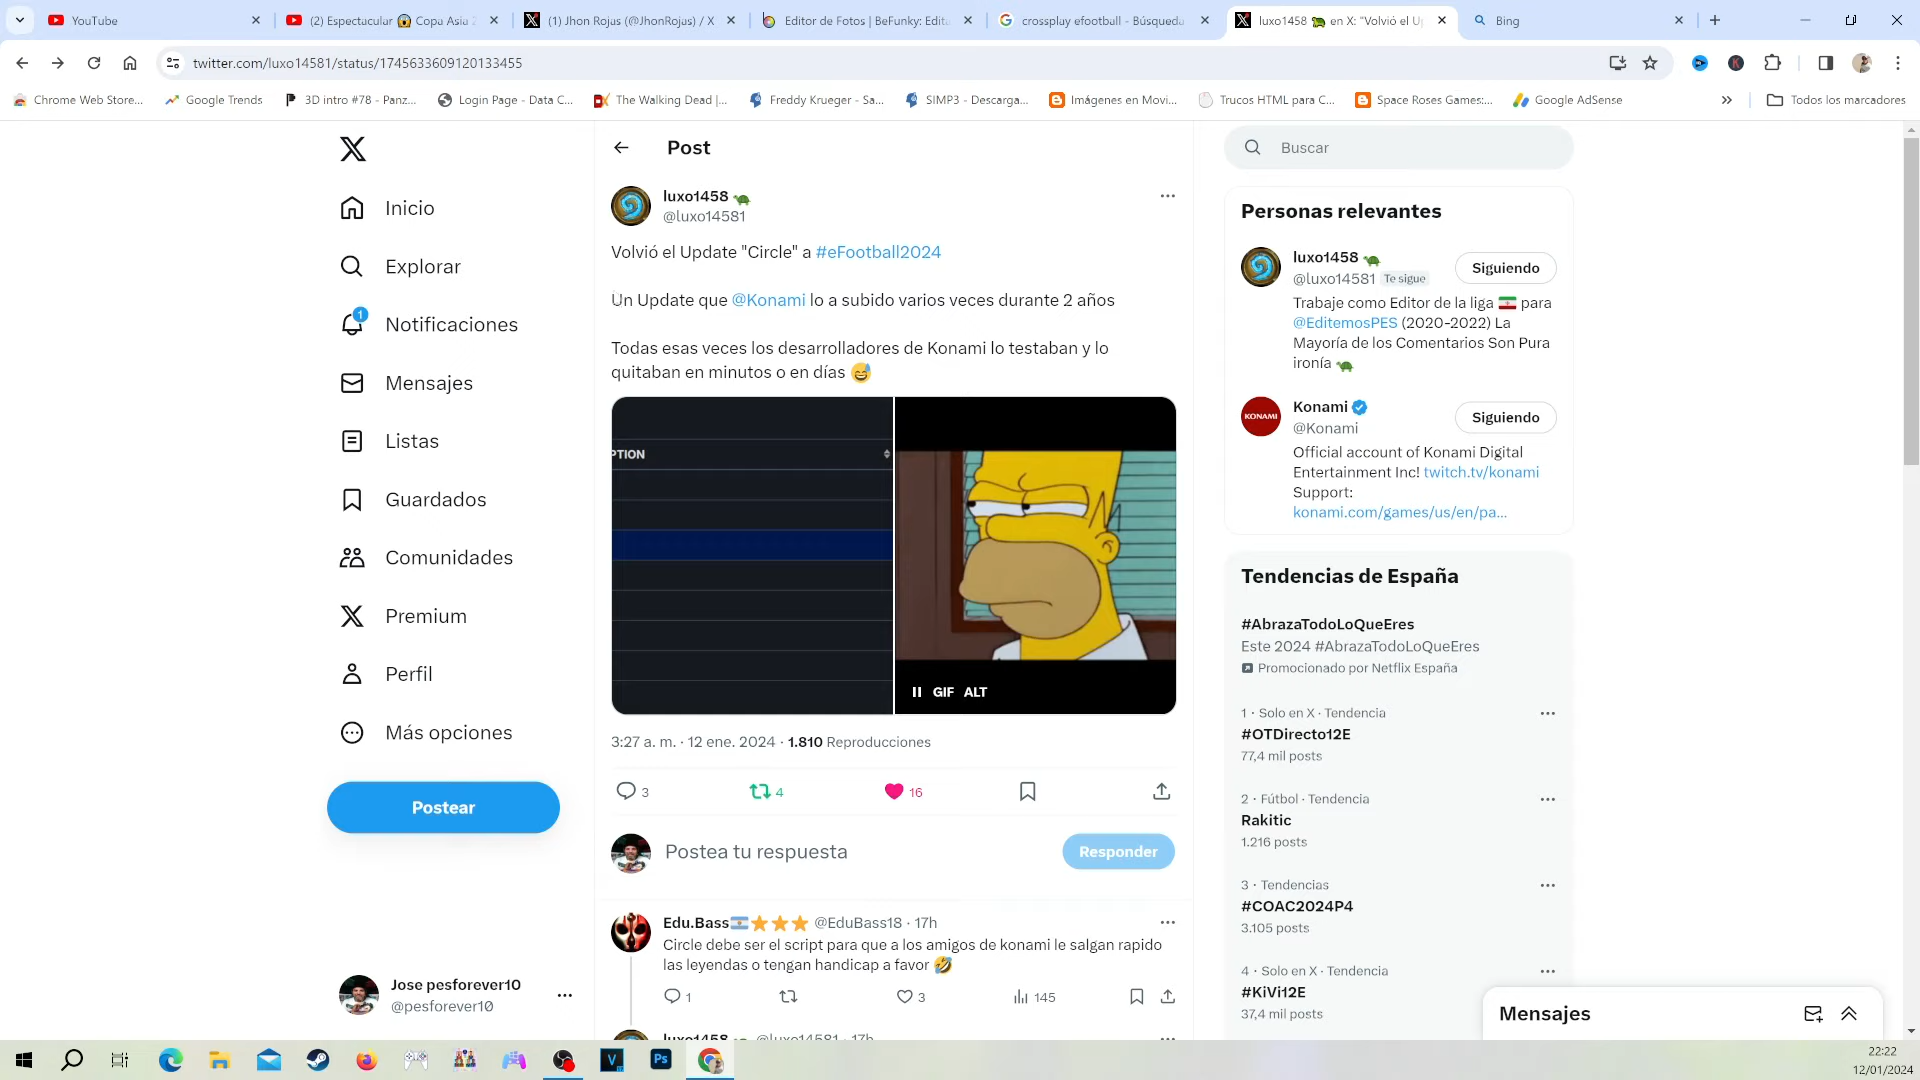 YouTube
(2) Espectucular 😱 Copa Asia 2
(1) Jhon Rojas (@JhonRojas) / X
Editor de Fotos | BeFunky: Edit
crossplay efootball - Búsqueda
luxo1458 🐢 en X: "Volvió el Up
Bing
twitter.com/luxo14581/status/1745633609120133455
Chrome Web Store...
Google Trends
3D intro #78 - Panz...
Login Page - Data C...
The Walking Dead |...
Freddy Krueger - Sa...
SIMP3 - Descarga...
Imágenes en Movi...
Trucos HTML para C...
Space Roses Games:...
Google AdSense
Todos los marcadores
Inicio
Explorar
1
Notificaciones
Mensajes
Listas
Guardados
Comunidades
Premium
Perfil
Más opciones
Postear
Jose pesforever10
@pesforever10
Post
luxo1458 🐢
@luxo14581
Volvió el Update "Circle" a #eFootball2024
Un Update que @Konami lo a subido varios veces durante 2 años
Todas esas veces los desarrolladores de Konami lo testaban y lo
quitaban en minutos o en días 😅
PTION
GIF ALT
3:27 a. m. · 12 ene. 2024 · 1.810 Reproducciones
3
4
16
Postea tu respuesta
Responder
Edu.Bass🇦🇷⭐⭐⭐ @EduBass18 · 17h
Circle debe ser el script para que a los amigos de konami le salgan rapido
las leyendas o tengan handicap a favor 🤣
1
3
145
luxo1458 🐢 @luxo14581 · 17h
Buscar
Personas relevantes
luxo1458 🐢
@luxo14581 Te sigue
Siguiendo
Trabaje como Editor de la liga 🇮🇷 para
@EditemosPES (2020-2022) La
Mayoría de los Comentarios Son Pura
ironía 🐢
KONAMI
Konami
@Konami
Siguiendo
Official account of Konami Digital
Entertainment Inc! twitch.tv/konami
Support:
konami.com/games/us/en/pa...
Tendencias de España
#AbrazaTodoLoQueEres
Este 2024 #AbrazaTodoLoQueEres
Promocionado por Netflix España
1 · Solo en X · Tendencia
#OTDirecto12E
77,4 mil posts
2 · Fútbol · Tendencia
Rakitic
1.216 posts
3 · Tendencias
#COAC2024P4
3.105 posts
4 · Solo en X · Tendencia
#KiVi12E
37,4 mil posts
Mensajes
V
Ps
22:22
12/01/2024